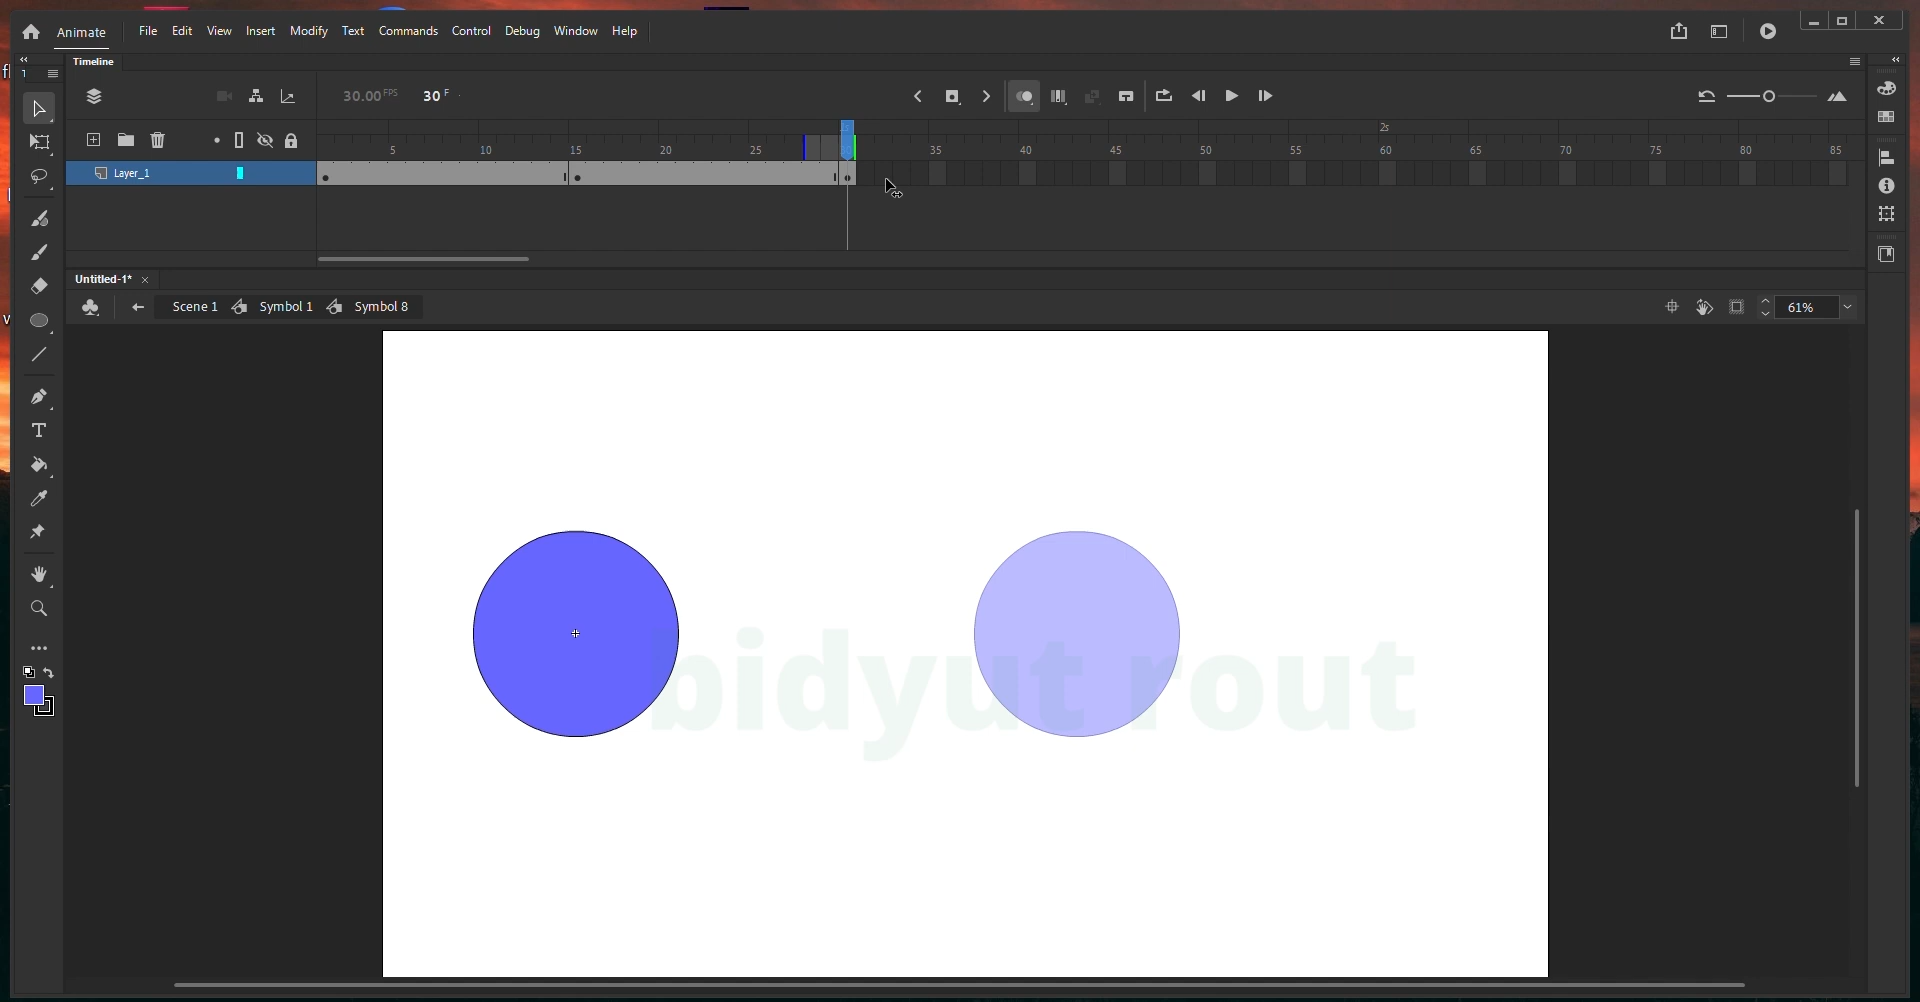 Animate File Edit View Insert Modify Text Commands Control Debug Window Help
Timeline
30.00 FPS 30 F
1s 2s
5 10 15 20 25 30 35 40 45 50 55 60 65 70 75 80 85
Layer_1
Untitled-1*
Scene 1 Symbol 1 Symbol 8 61%
bidyut rout